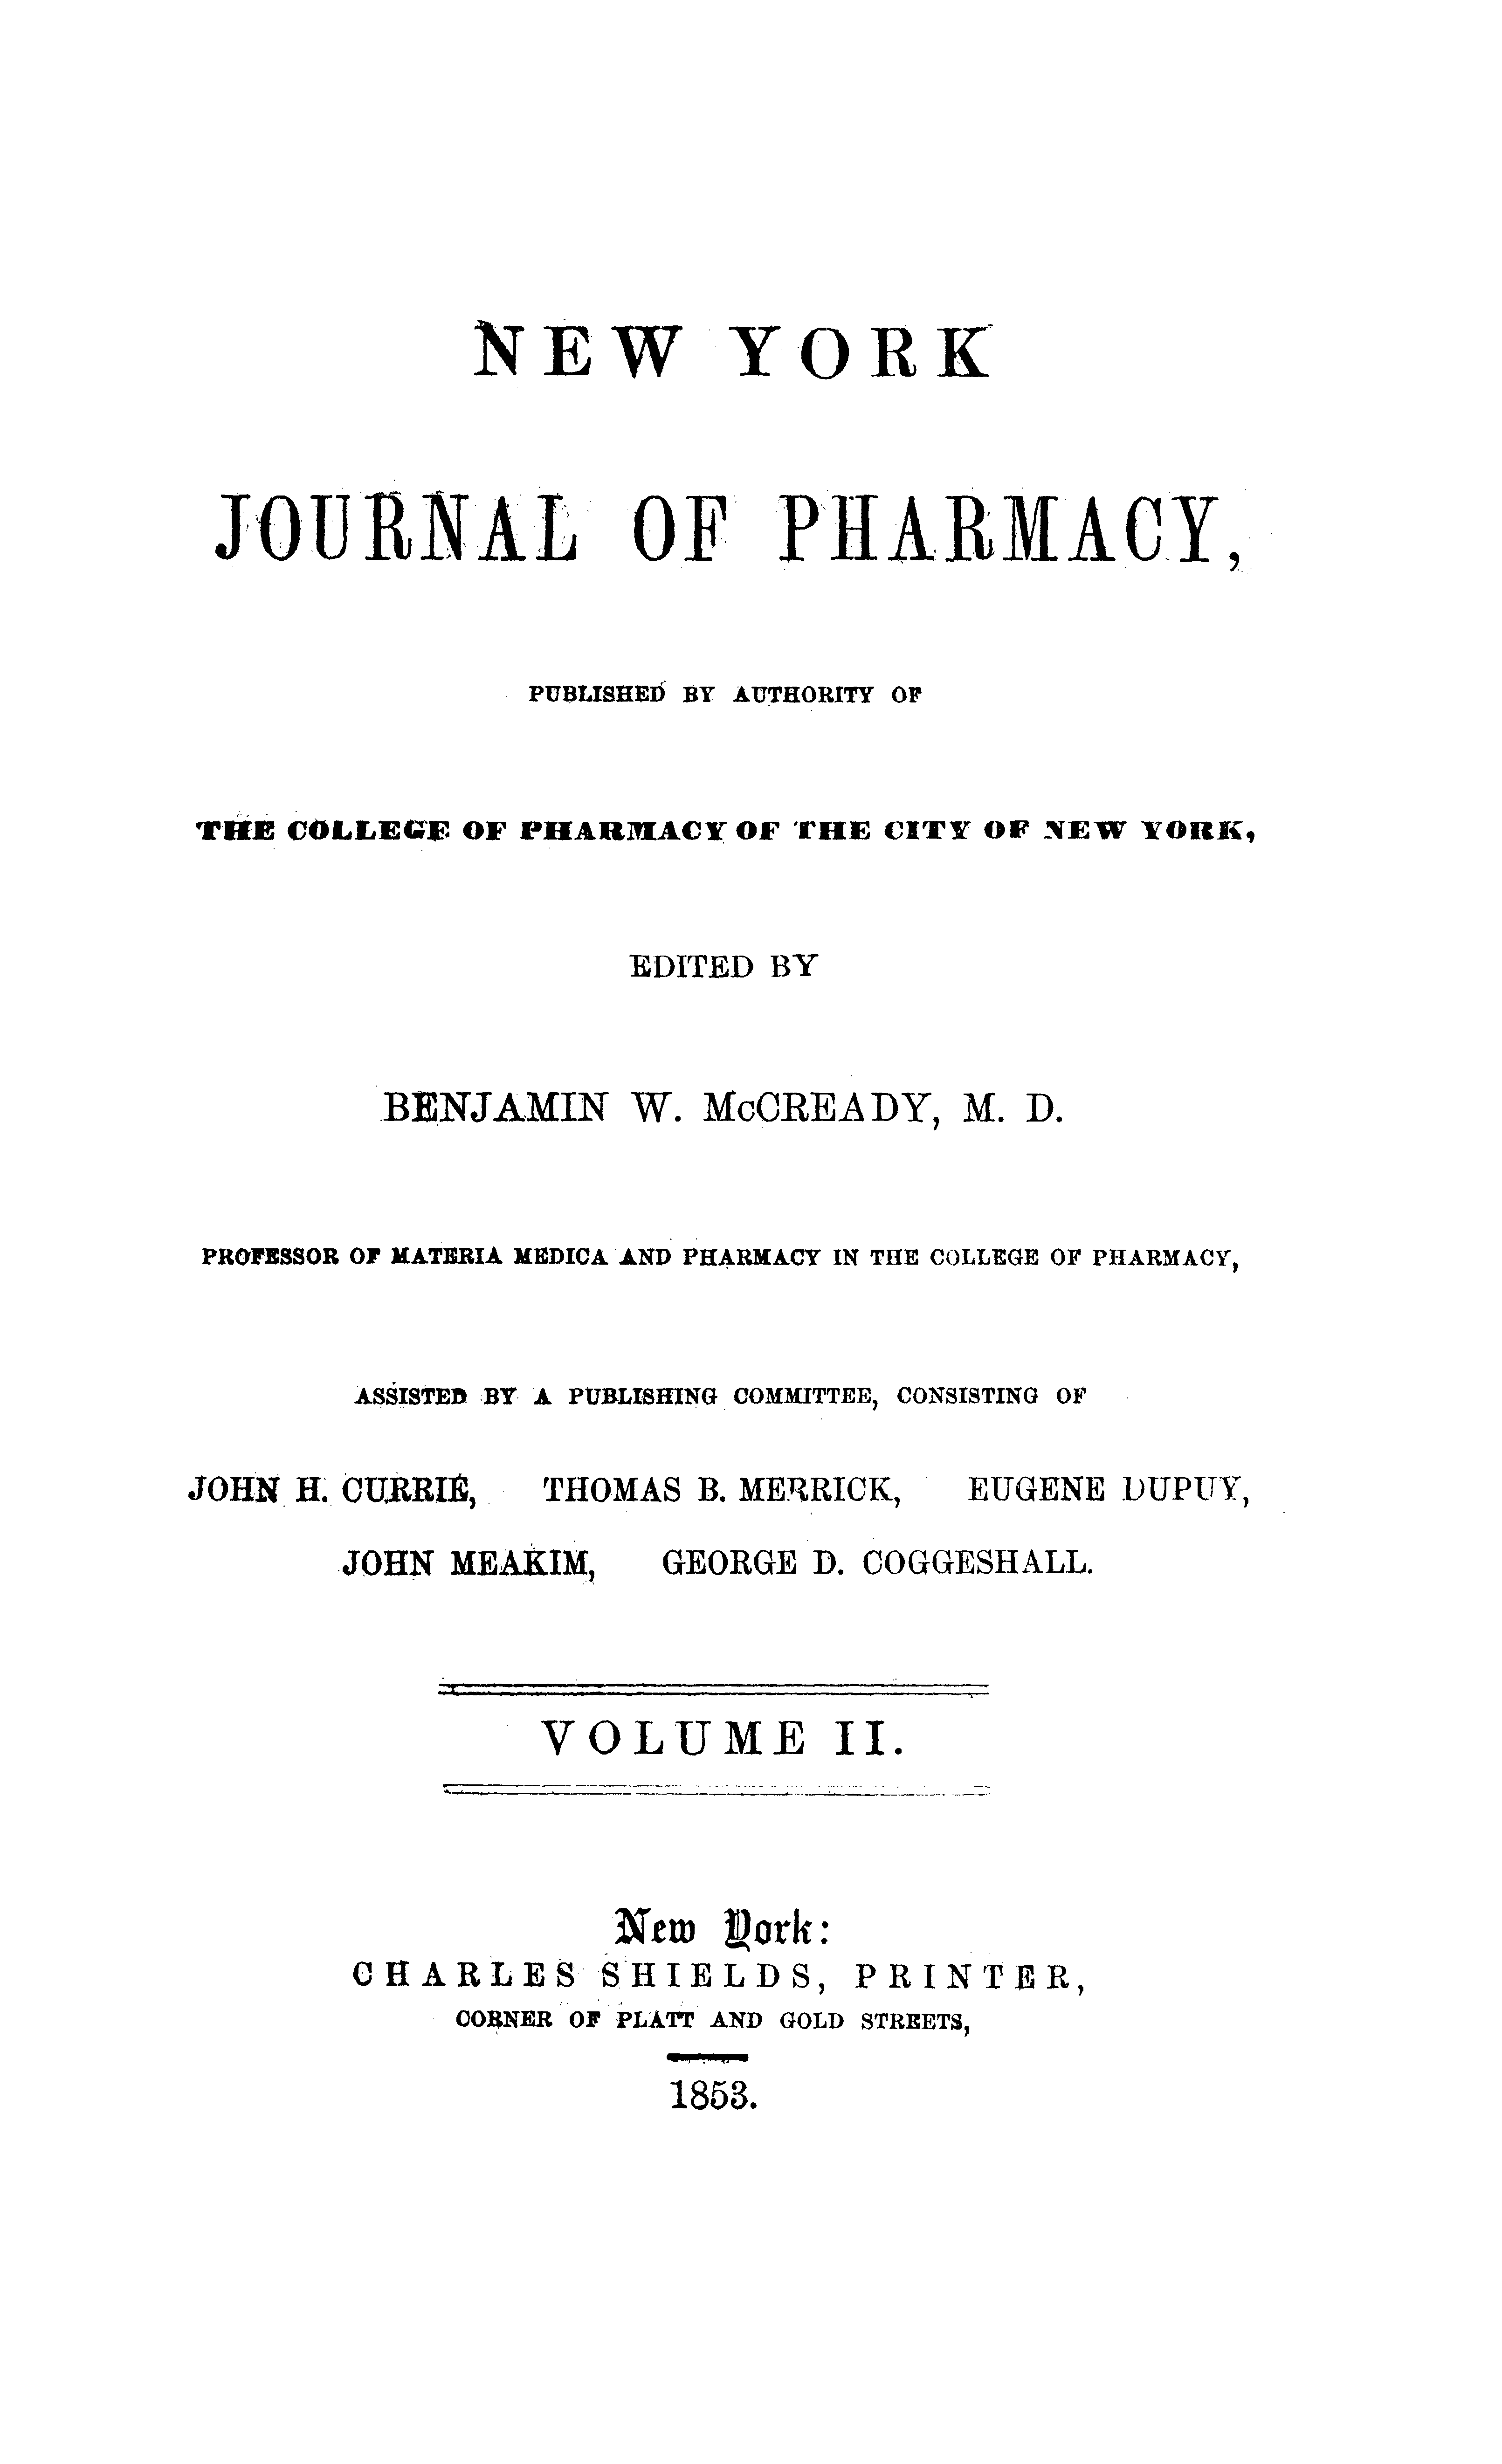 NEW YORK
JOURNAL OF PHARMACY,
PUBLISHED BY AUTHORITY OF
THE COLLEGE OF PHARMACY OF THE CITY OF NEW YORK,
EDITED BY
BENJAMIN W. McCREADY, M. D.
PROFESSOR OF MATERIA MEDICA AND PHARMACY IN THE COLLEGE OF PHARMACY,
ASSISTED BY A PUBLISHING COMMITTEE, CONSISTING OF
JOHN H. CURRIE, THOMAS B. MERRICK, EUGENE DUPUY,
JOHN MEAKIM, GEORGE D. COGGESHALL.
VOLUME II.
New York:
CHARLES SHIELDS, PRINTER,
CORNER OF PLATT AND GOLD STREETS,
1853.